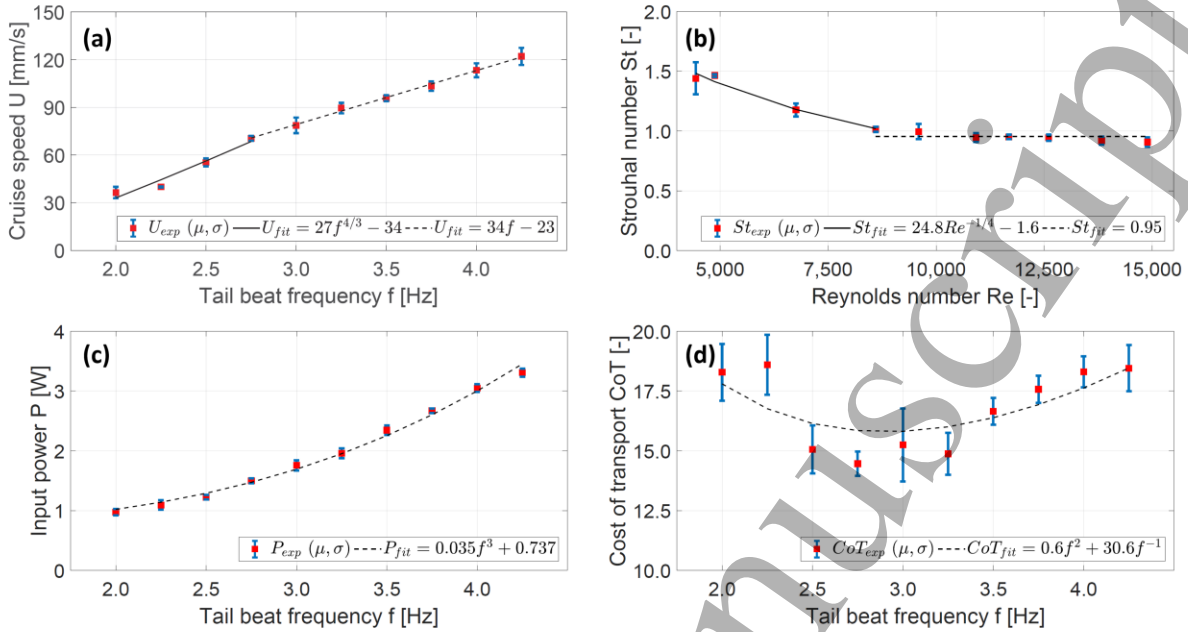 (a)
Cruise speed U [mm/s]
150
120
90
60
30
0
U_exp (μ, σ) U_fit = 27f^{4/3} − 34 U_fit = 34f − 23
2.0 2.5 3.0 3.5 4.0
Tail beat frequency f [Hz]
(b)
Strouhal number St [-]
2.0
1.5
1.0
0.5
0.0
St_exp (μ, σ) St_fit = 24.8Re^{−1/4} − 1.6 St_fit = 0.95
5,000 7,500 10,000 12,500 15,000
Reynolds number Re [-]
(c)
Input power P [W]
4
3
2
1
0
P_exp (μ, σ) P_fit = 0.035f^3 + 0.737
2.0 2.5 3.0 3.5 4.0
Tail beat frequency f [Hz]
(d)
Cost of transport CoT [-]
20.0
17.5
15.0
12.5
10.0
CoT_exp (μ, σ) CoT_fit = 0.6f^2 + 30.6f^{−1}
2.0 2.5 3.0 3.5 4.0
Tail beat frequency f [Hz]
nuscrip